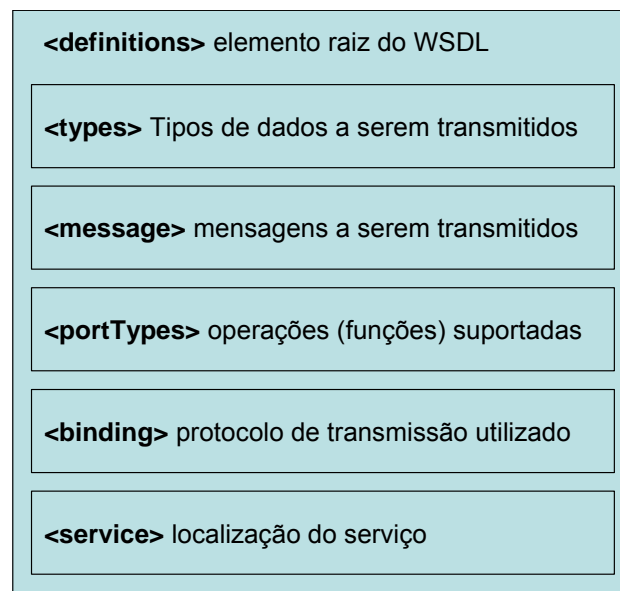 <definitions> elemento raiz do WSDL
<types> Tipos de dados a serem transmitidos
<message> mensagens a serem transmitidos
<portTypes> operações (funções) suportadas
<binding> protocolo de transmissão utilizado
<service> localização do serviço